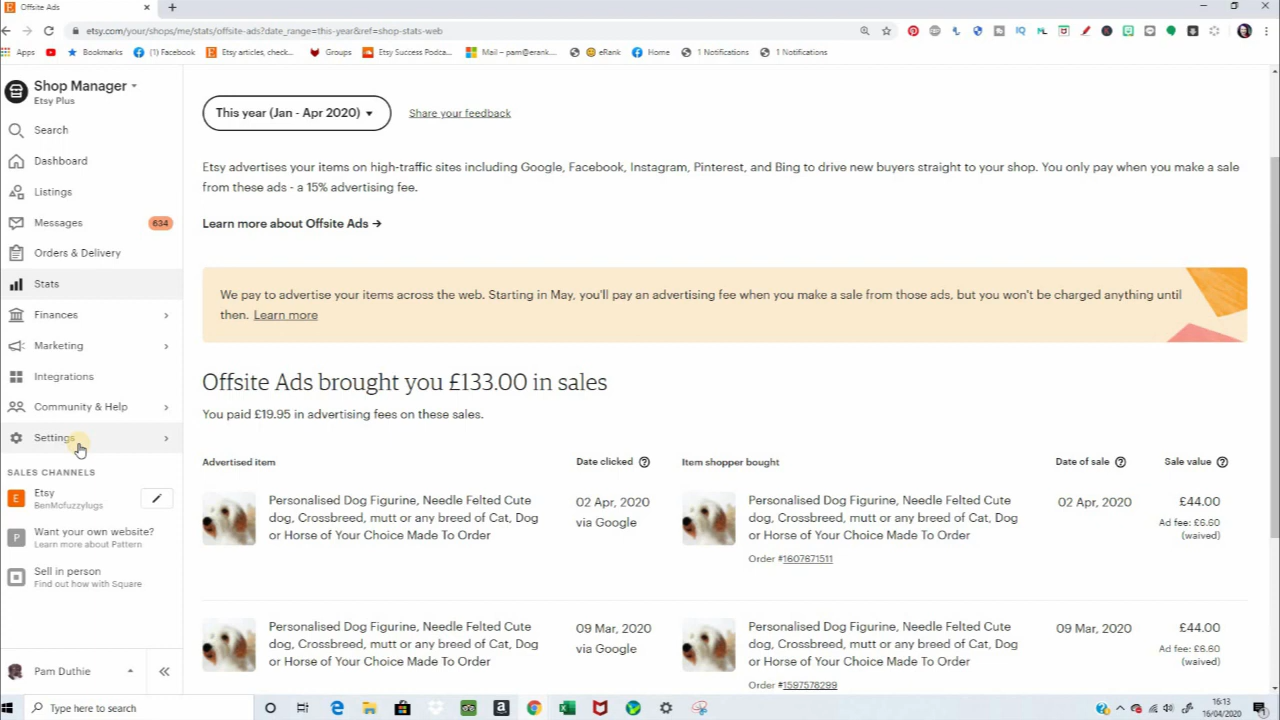 Offsite Ads
etsy.com/your/shops/me/stats/offsite-ads?date_range=this-year&ref=shop-stats-web
Apps
Bookmarks
(1) Facebook
Etsy articles, check...
Groups
Etsy Success Podca...
Mail – pam@erank...
eRank
Home
1 Notifications
1 Notifications
Shop Manager
Etsy Plus
Search
Dashboard
Listings
Messages 634
Orders & Delivery
Stats
Finances
Marketing
Integrations
Community & Help
Settings
SALES CHANNELS
Etsy
BenMcfuzzylugs
Want your own website?
Learn more about Pattern
Sell in person
Find out how with Square
Pam Duthie
This year (Jan - Apr 2020)
Share your feedback
Etsy advertises your items on high-traffic sites including Google, Facebook, Instagram, Pinterest, and Bing to drive new buyers straight to your shop. You only pay when you make a sale
from these ads - a 15% advertising fee.
Learn more about Offsite Ads →
We pay to advertise your items across the web. Starting in May, you'll pay an advertising fee when you make a sale from those ads, but you won't be charged anything until
then. Learn more
Offsite Ads brought you £133.00 in sales
You paid £19.95 in advertising fees on these sales.
Advertised item Date clicked Item shopper bought Date of sale Sale value
Personalised Dog Figurine, Needle Felted Cute
dog, Crossbreed, mutt or any breed of Cat, Dog
or Horse of Your Choice Made To Order
02 Apr, 2020
via Google
Personalised Dog Figurine, Needle Felted Cute
dog, Crossbreed, mutt or any breed of Cat, Dog
or Horse of Your Choice Made To Order
Order #1607671511
02 Apr, 2020
£44.00
Ad fee: £6.60
(waived)
Personalised Dog Figurine, Needle Felted Cute
dog, Crossbreed, mutt or any breed of Cat, Dog
or Horse of Your Choice Made To Order
09 Mar, 2020
via Google
Personalised Dog Figurine, Needle Felted Cute
dog, Crossbreed, mutt or any breed of Cat, Dog
or Horse of Your Choice Made To Order
Order #1597578299
09 Mar, 2020
£44.00
Ad fee: £6.60
(waived)
Type here to search
16:13
16/04/2020